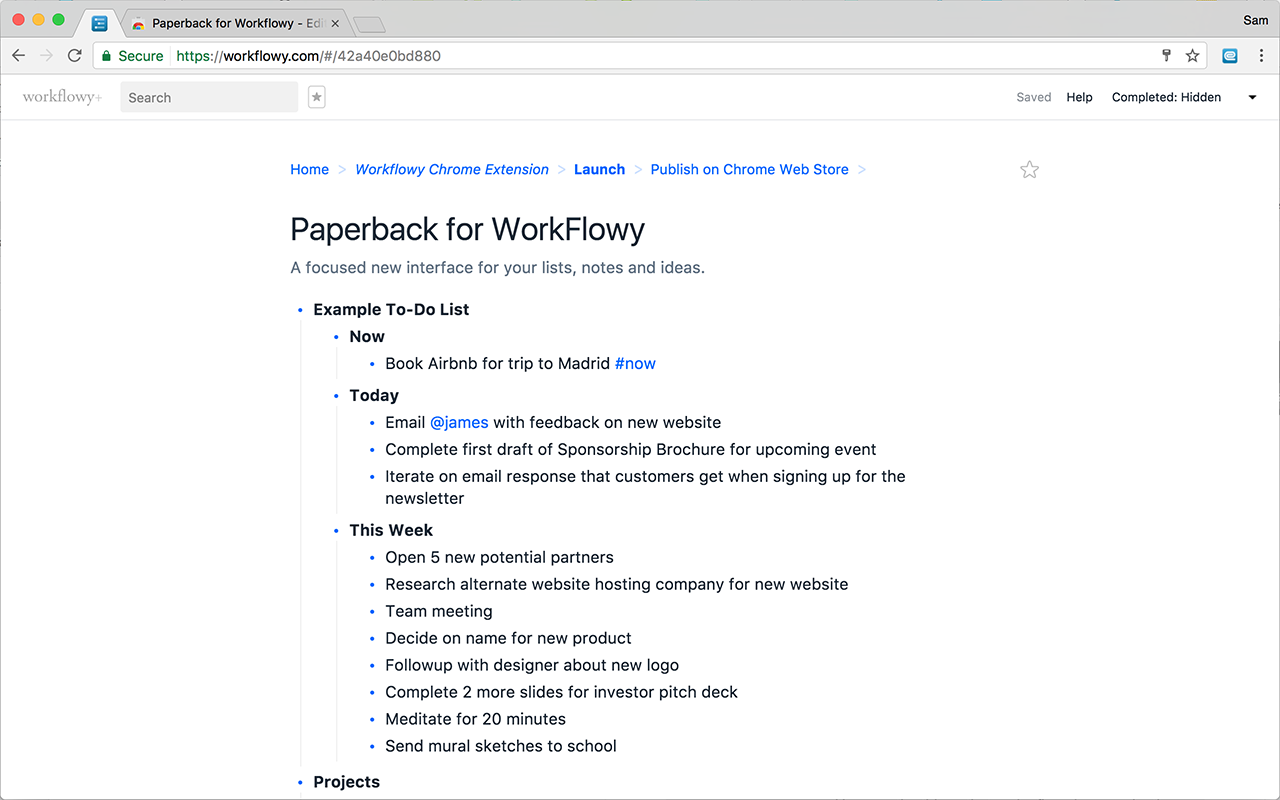 Paperback for Workflowy - Edi
Sam
Secure https://workflowy.com/#/42a40e0bd880
workflowy+ Search Saved Help Completed: Hidden
Home > Workflowy Chrome Extension > Launch > Publish on Chrome Web Store >
Paperback for WorkFlowy
A focused new interface for your lists, notes and ideas.
Example To-Do List
Now
Book Airbnb for trip to Madrid #now
Today
Email @james with feedback on new website
Complete first draft of Sponsorship Brochure for upcoming event
Iterate on email response that customers get when signing up for the
newsletter
This Week
Open 5 new potential partners
Research alternate website hosting company for new website
Team meeting
Decide on name for new product
Followup with designer about new logo
Complete 2 more slides for investor pitch deck
Meditate for 20 minutes
Send mural sketches to school
Projects